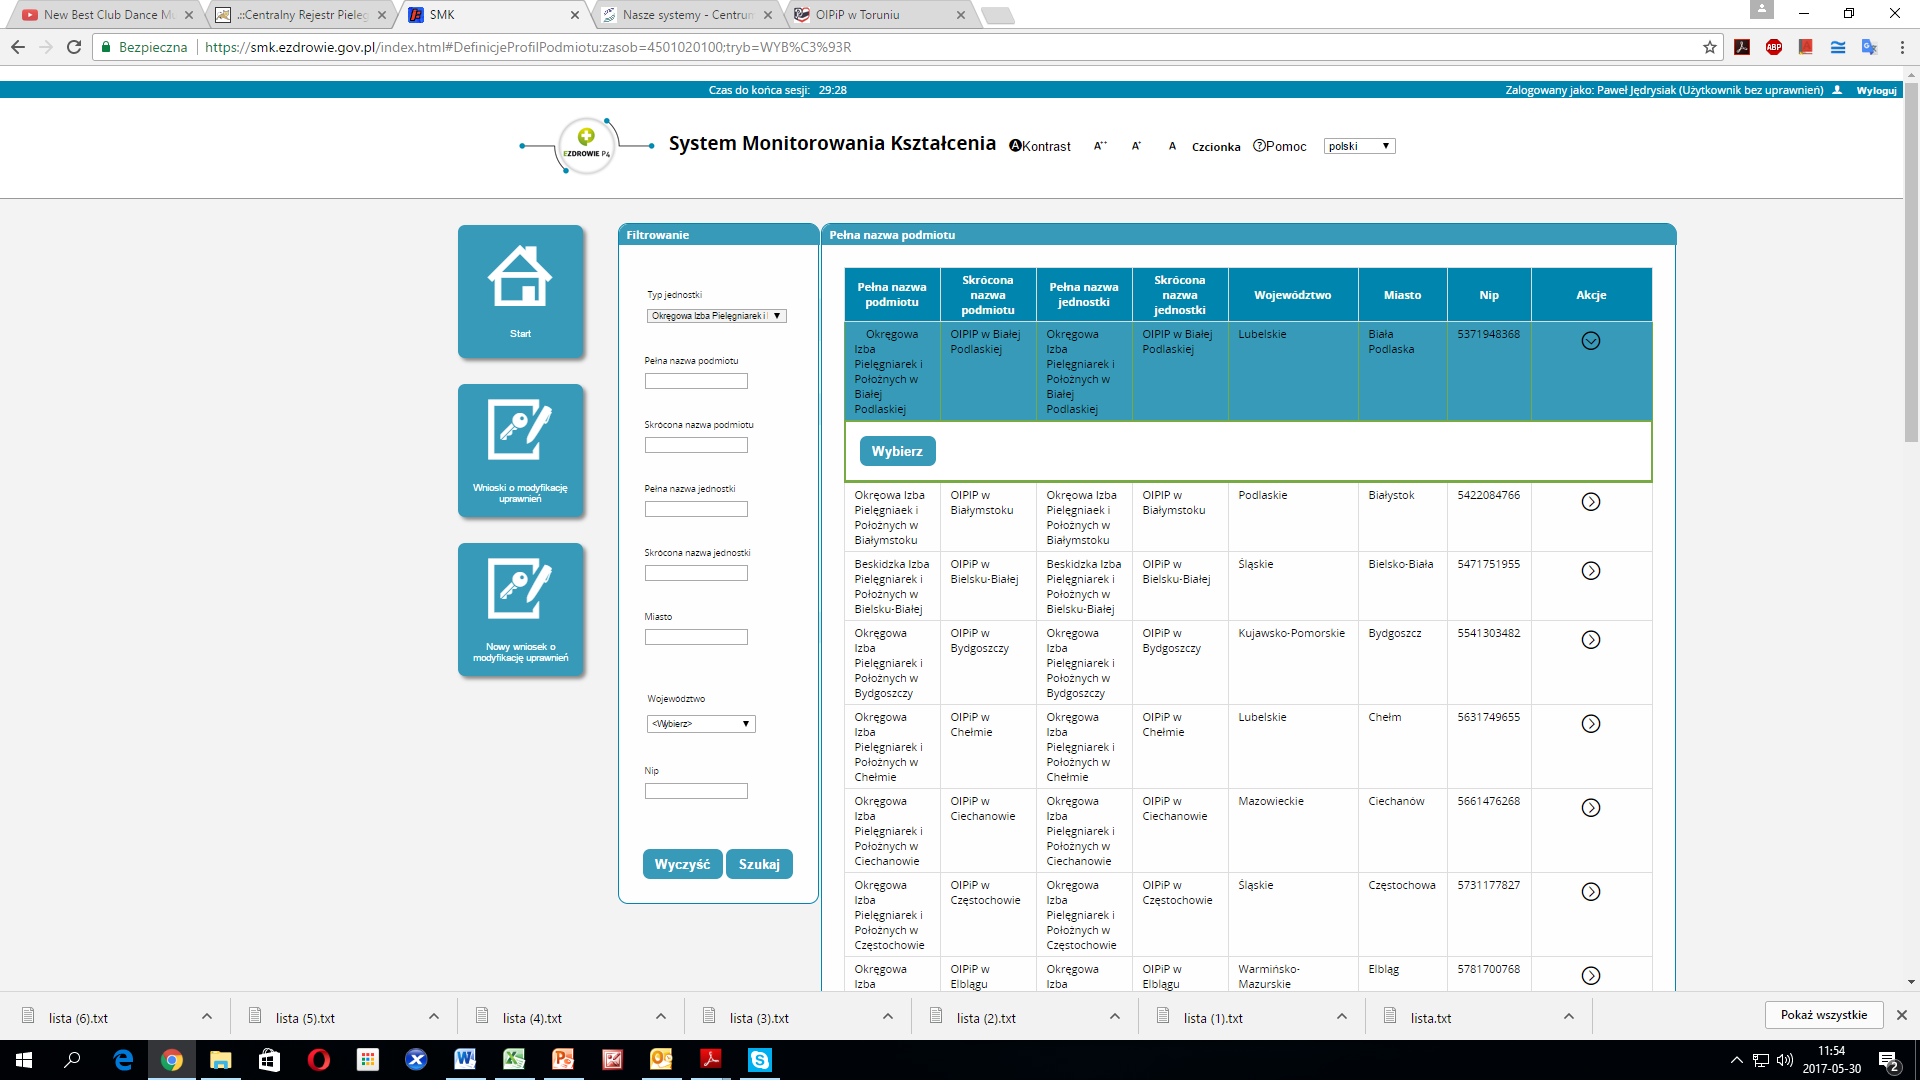 New Best Club Dance Mu
.::Centralny Rejestr Pieleg
SMK
Nasze systemy - Centrum
OIPiP w Toruniu
Bezpieczna
https://smk.ezdrowie.gov.pl/index.html#DefinicjeProfilPodmiotu:zasob=4501020100;tryb=WYB%C3%93R
Czas do końca sesji: 29:28
Zalogowany jako: Paweł Jędrysiak (Użytkownik bez uprawnień)
Wyloguj
EZDROWIE P4
System Monitorowania Kształcenia
Kontrast
A++
A+
A
Czcionka
Pomoc
polski
Start
Wnioski o modyfikację
uprawnień
Nowy wniosek o
modyfikację uprawnień
Filtrowanie
Typ jednostki
Okręgowa Izba Pielęgniarek i
Pełna nazwa podmiotu
Skrócona nazwa podmiotu
Pełna nazwa jednostki
Skrócona nazwa jednostki
Miasto
Województwo
<Wybierz>
Nip
Wyczyść
Szukaj
Pełna nazwa podmiotu
Pełna nazwa
podmiotu
Skrócona
nazwa
podmiotu
Pełna nazwa
jednostki
Skrócona
nazwa
jednostki
Województwo
Miasto
Nip
Akcje
Okręgowa
Izba
Pielęgniarek i
Położnych w
Białej
Podlaskiej
OIPIP w Białej
Podlaskiej
Okręgowa
Izba
Pielęgniarek i
Położnych w
Białej
Podlaskiej
OIPIP w Białej
Podlaskiej
Lubelskie
Biała
Podlaska
5371948368
Wybierz
Okręowa Izba
Pielęgniaek i
Położnych w
Białymstoku
OIPIP w
Białymstoku
Okręowa Izba
Pielęgniaek i
Położnych w
Białymstoku
OIPIP w
Białymstoku
Podlaskie
Białystok
5422084766
Beskidzka Izba
Pielęgniarek i
Położnych w
Bielsku-Białej
OIPiP w
Bielsku-Białej
Beskidzka Izba
Pielęgniarek i
Położnych w
Bielsku-Białej
OIPiP w
Bielsku-Białej
Śląskie
Bielsko-Biała
5471751955
Okręgowa
Izba
Pielęgniarek i
Położnych w
Bydgoszczy
OIPiP w
Bydgoszczy
Okręgowa
Izba
Pielęgniarek i
Położnych w
Bydgoszczy
OIPiP w
Bydgoszczy
Kujawsko-Pomorskie
Bydgoszcz
5541303482
Okręgowa
Izba
Pielęgniarek i
Położnych w
Chełmie
OIPiP w
Chełmie
Okręgowa
Izba
Pielęgniarek i
Położnych w
Chełmie
OIPiP w
Chełmie
Lubelskie
Chełm
5631749655
Okręgowa
Izba
Pielęgniarek i
Położnych w
Ciechanowie
OIPiP w
Ciechanowie
Okręgowa
Izba
Pielęgniarek i
Położnych w
Ciechanowie
OIPiP w
Ciechanowie
Mazowieckie
Ciechanów
5661476268
Okręgowa
Izba
Pielęgniarek i
Położnych w
Częstochowie
OIPiP w
Częstochowie
Okręgowa
Izba
Pielęgniarek i
Położnych w
Częstochowie
OIPiP w
Częstochowie
Śląskie
Częstochowa
5731177827
Okręgowa
Izba
OIPiP w
Elblągu
Okręgowa
Izba
OIPiP w
Elblągu
Warmińsko-
Mazurskie
Elbląg
5781700768
lista (6).txt
lista (5).txt
lista (4).txt
lista (3).txt
lista (2).txt
lista (1).txt
lista.txt
Pokaż wszystkie
11:54
2017-05-30
2